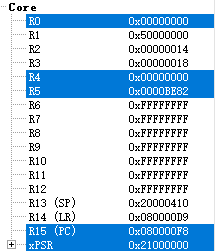 Core
R0 0x00000000
R1 0x50000000
R2 0x00000014
R3 0x00000018
R4 0x00000000
R5 0x0000BE82
R6 0xFFFFFFFF
R7 0xFFFFFFFF
R8 0xFFFFFFFF
R9 0xFFFFFFFF
R10 0xFFFFFFFF
R11 0xFFFFFFFF
R12 0xFFFFFFFF
R13 (SP) 0x20000410
R14 (LR) 0x080000D9
R15 (PC) 0x080000F8
xPSR 0x21000000